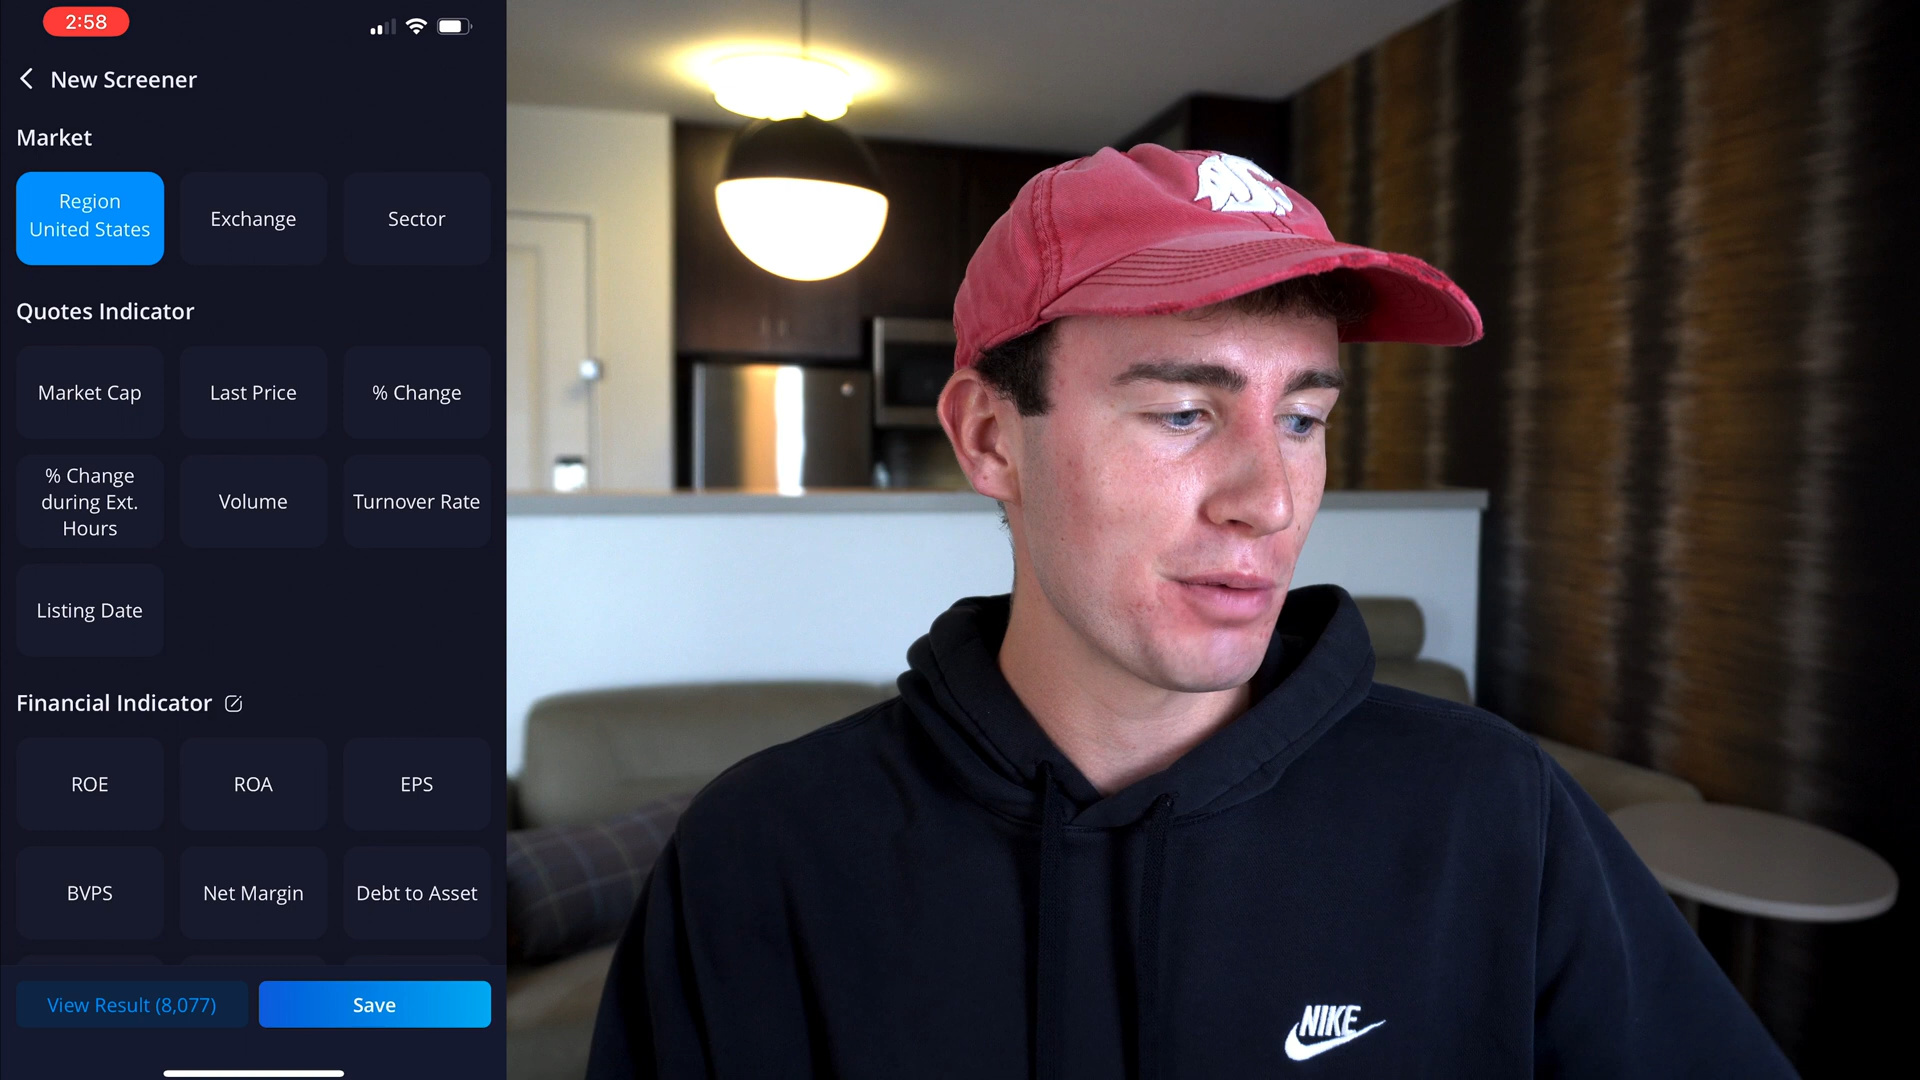 2:58
New Screener
Market
Region
United States
Exchange
Sector
Quotes Indicator
Market Cap
Last Price
% Change
% Change
during Ext.
Hours
Volume
Turnover Rate
Listing Date
Financial Indicator
ROE
ROA
EPS
BVPS
Net Margin
Debt to Asset
View Result (8,077)
Save
NIKE